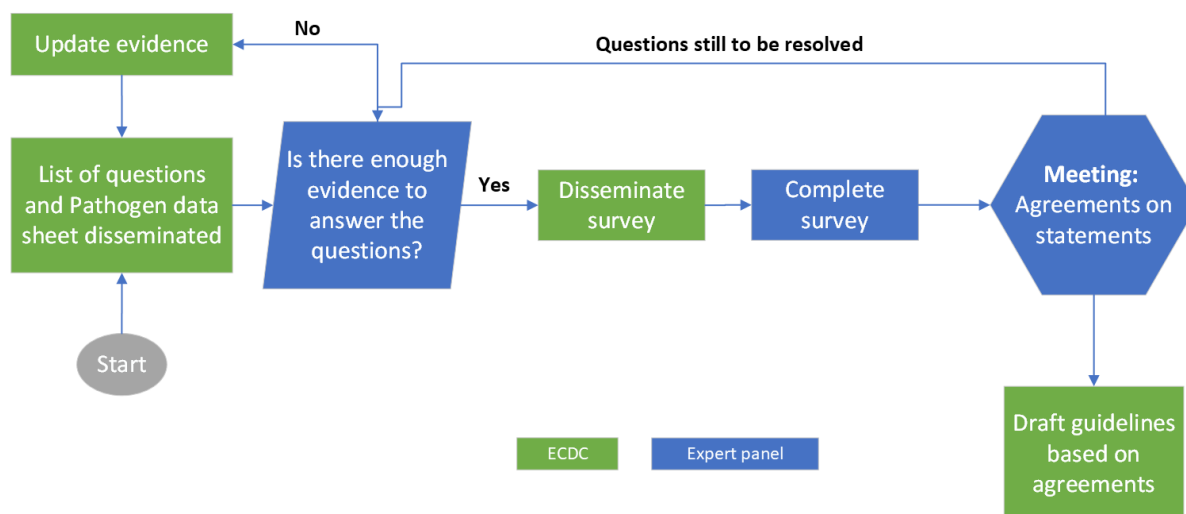 Update evidence
No
Questions still to be resolved
List of questions
and Pathogen data
sheet disseminated
Is there enough
evidence to
answer the
questions?
Yes
Disseminate
survey
Complete
survey
Meeting:
Agreements on
statements
Start
Draft guidelines
based on
agreements
ECDC
Expert panel